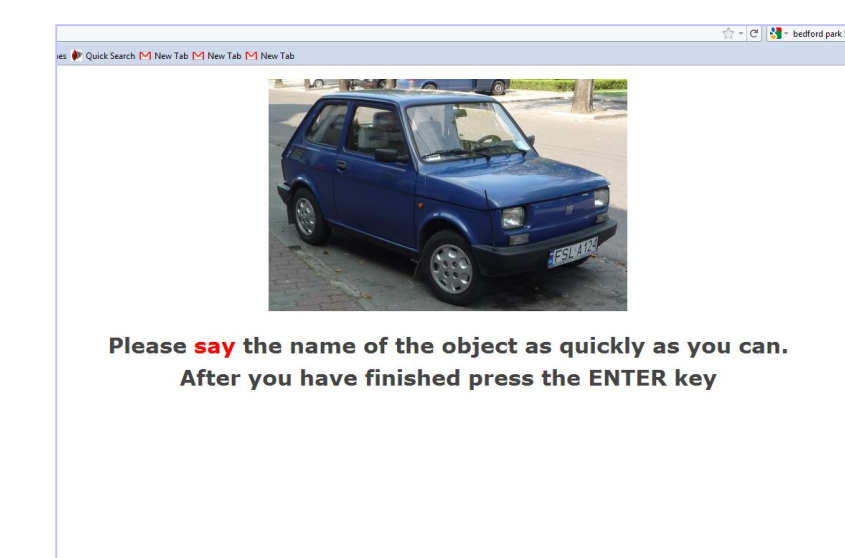 bedford park
Quick Search New Tab New Tab New Tab
FSL A124
Please say the name of the object as quickly as you can.
After you have finished press the ENTER key